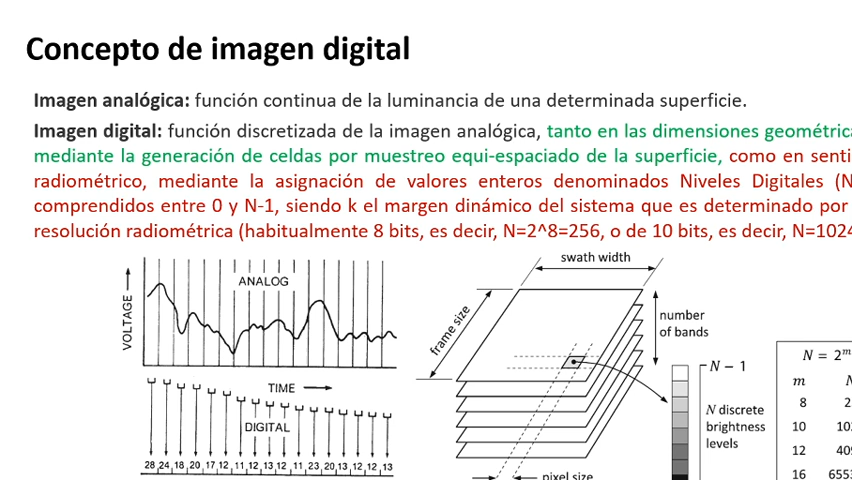 Concepto de imagen digital
Imagen analógica: función continua de la luminancia de una determinada superficie.
Imagen digital: función discretizada de la imagen analógica, tanto en las dimensiones geométrica
mediante la generación de celdas por muestreo equi-espaciado de la superficie, como en senti
radiométrico, mediante la asignación de valores enteros denominados Niveles Digitales (N
comprendidos entre 0 y N-1, siendo k el margen dinámico del sistema que es determinado por
resolución radiométrica (habitualmente 8 bits, es decir, N=2^8=256, o de 10 bits, es decir, N=1024
VOLTAGE
ANALOG
TIME
DIGITAL
28 24 18 20 17 12 11 12 13 12 11 23 20 13 12 12 13
swath width
frame size
number
of bands
pixel size
N − 1
N discrete
brightness
levels
N = 2^m
m N
8 2
10 10
12 409
16 6553